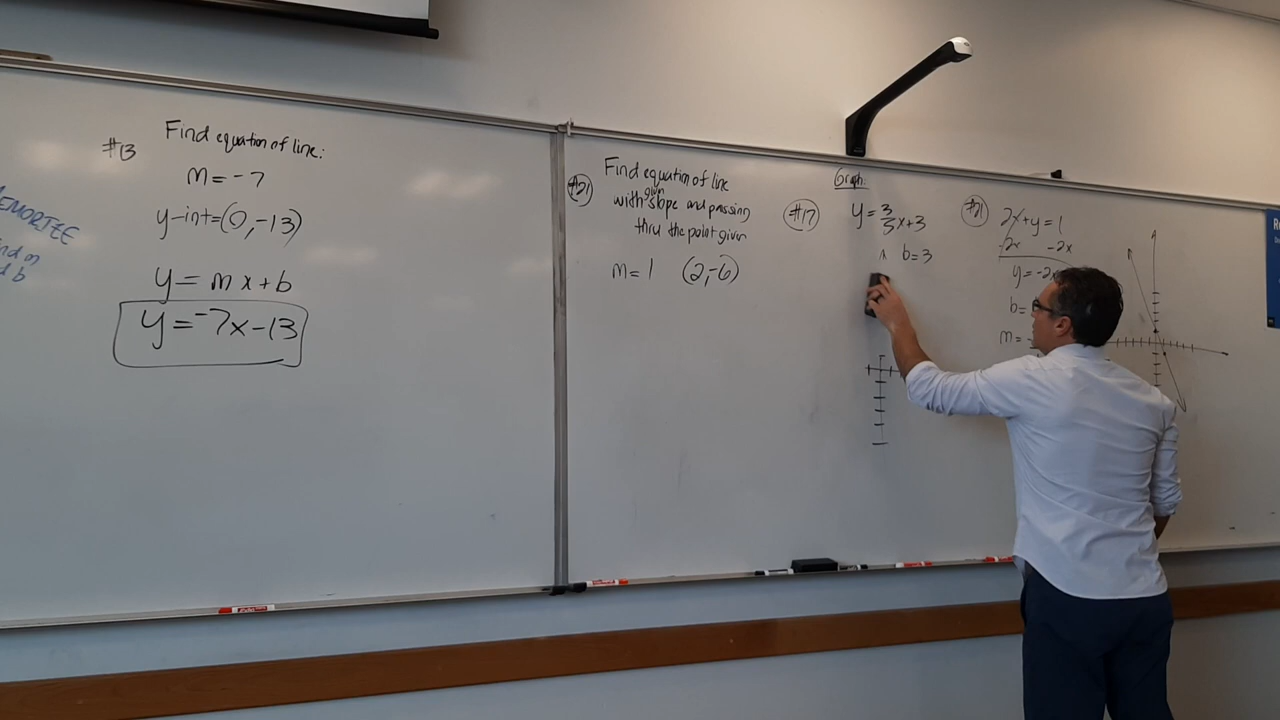 #13
Find equation of line:
m = -7
y-int = (0, -13)
y = mx + b
y = -7x - 13
#21
Find equation of line
with given slope and passing
thru the point given
m = 1 (2, -6)
Graph:
#17
y = 3/5x + 3
b = 3
#21
2x + y = 1
-2x -2x
y = -2x
b =
m = -